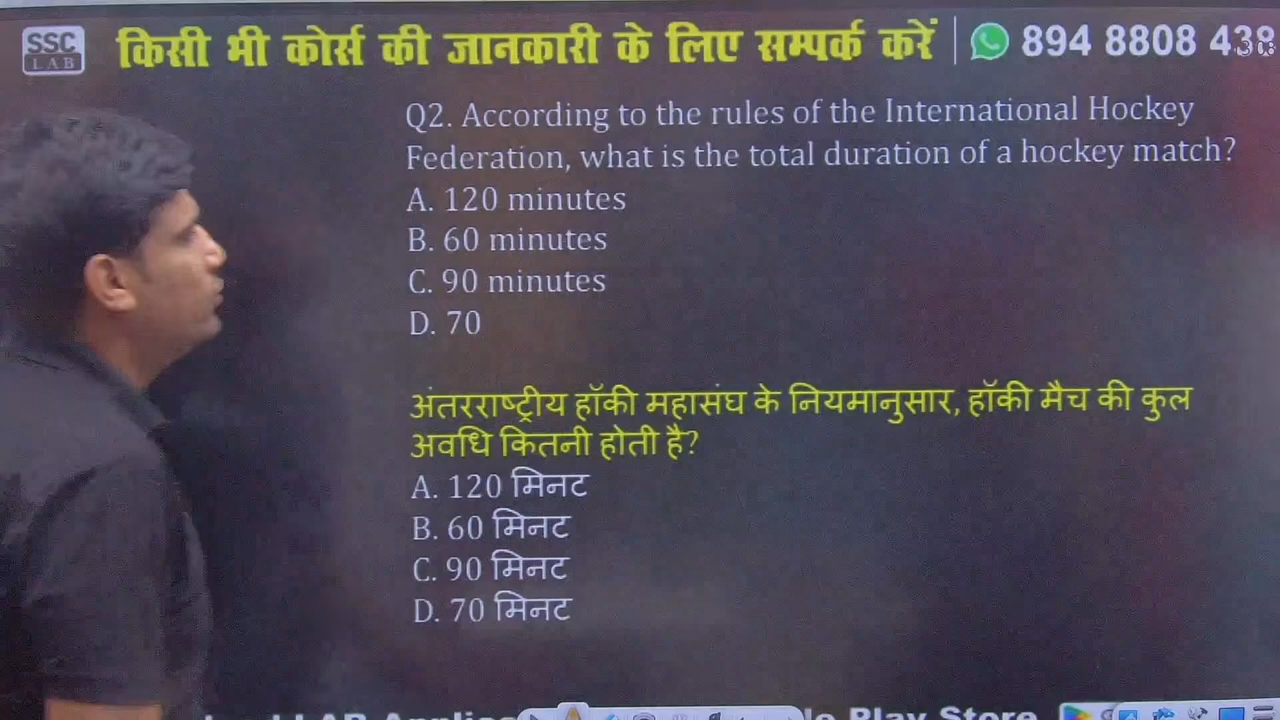 SSC
LAB
किसी भी कोर्स की जानकारी के लिए सम्पर्क करें
894 8808 438
Q2. According to the rules of the International Hockey
Federation, what is the total duration of a hockey match?
A. 120 minutes
B. 60 minutes
C. 90 minutes
D. 70
अंतरराष्ट्रीय हॉकी महासंघ के नियमानुसार, हॉकी मैच की कुल
अवधि कितनी होती है?
A. 120 मिनट
B. 60 मिनट
C. 90 मिनट
D. 70 मिनट
LAB
Play Store